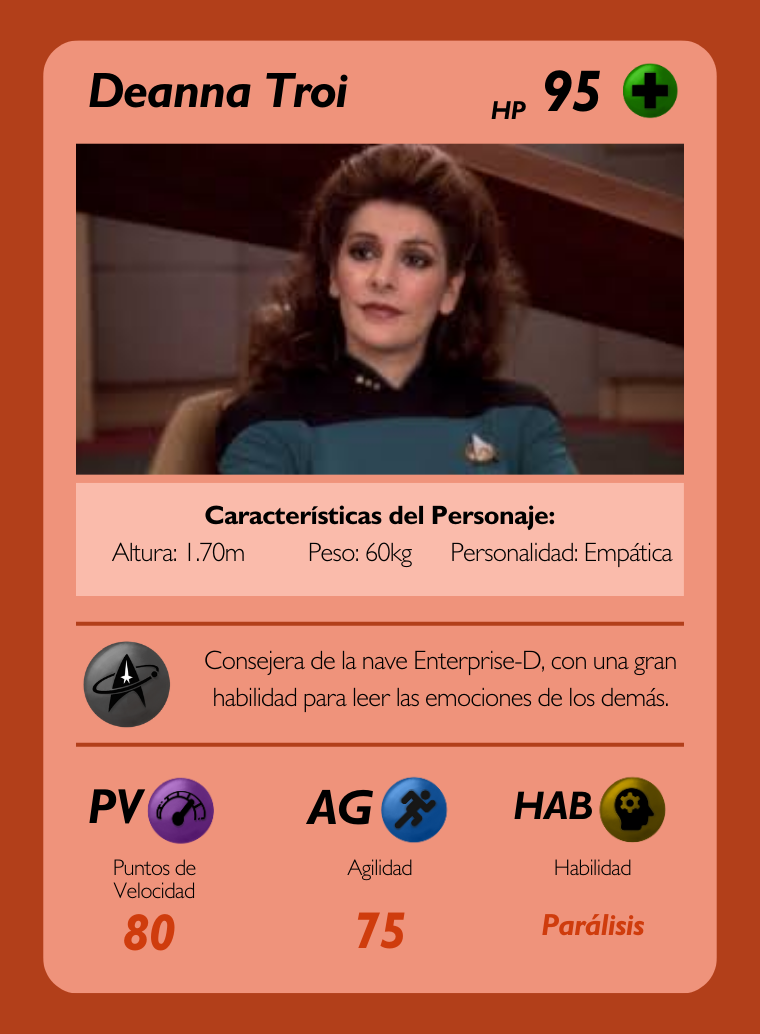 Deanna Troi
HP 95
Características del Personaje:
Altura: 1.70m Peso: 60kg Personalidad: Empática
Consejera de la nave Enterprise-D, con una gran
habilidad para leer las emociones de los demás.
PV AG HAB
Puntos de
Velocidad
Agilidad
Habilidad
80 75 Parálisis